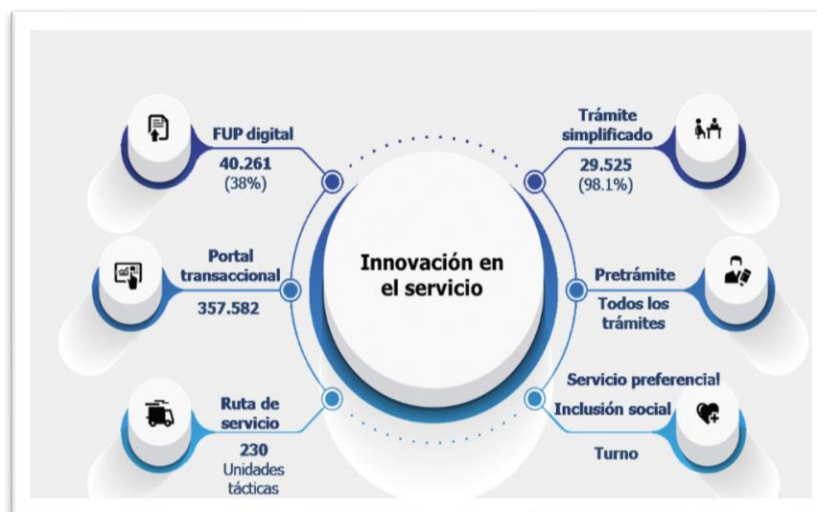 FUP digital
40.261
(38%)
Portal
transaccional
357.582
Ruta de
servicio
230
Unidades
tácticas
Innovación en
el servicio
Trámite
simplificado
29.525
(98.1%)
Pretrámite
Todos los
trámites
Servicio preferencial
Inclusión social
Turno